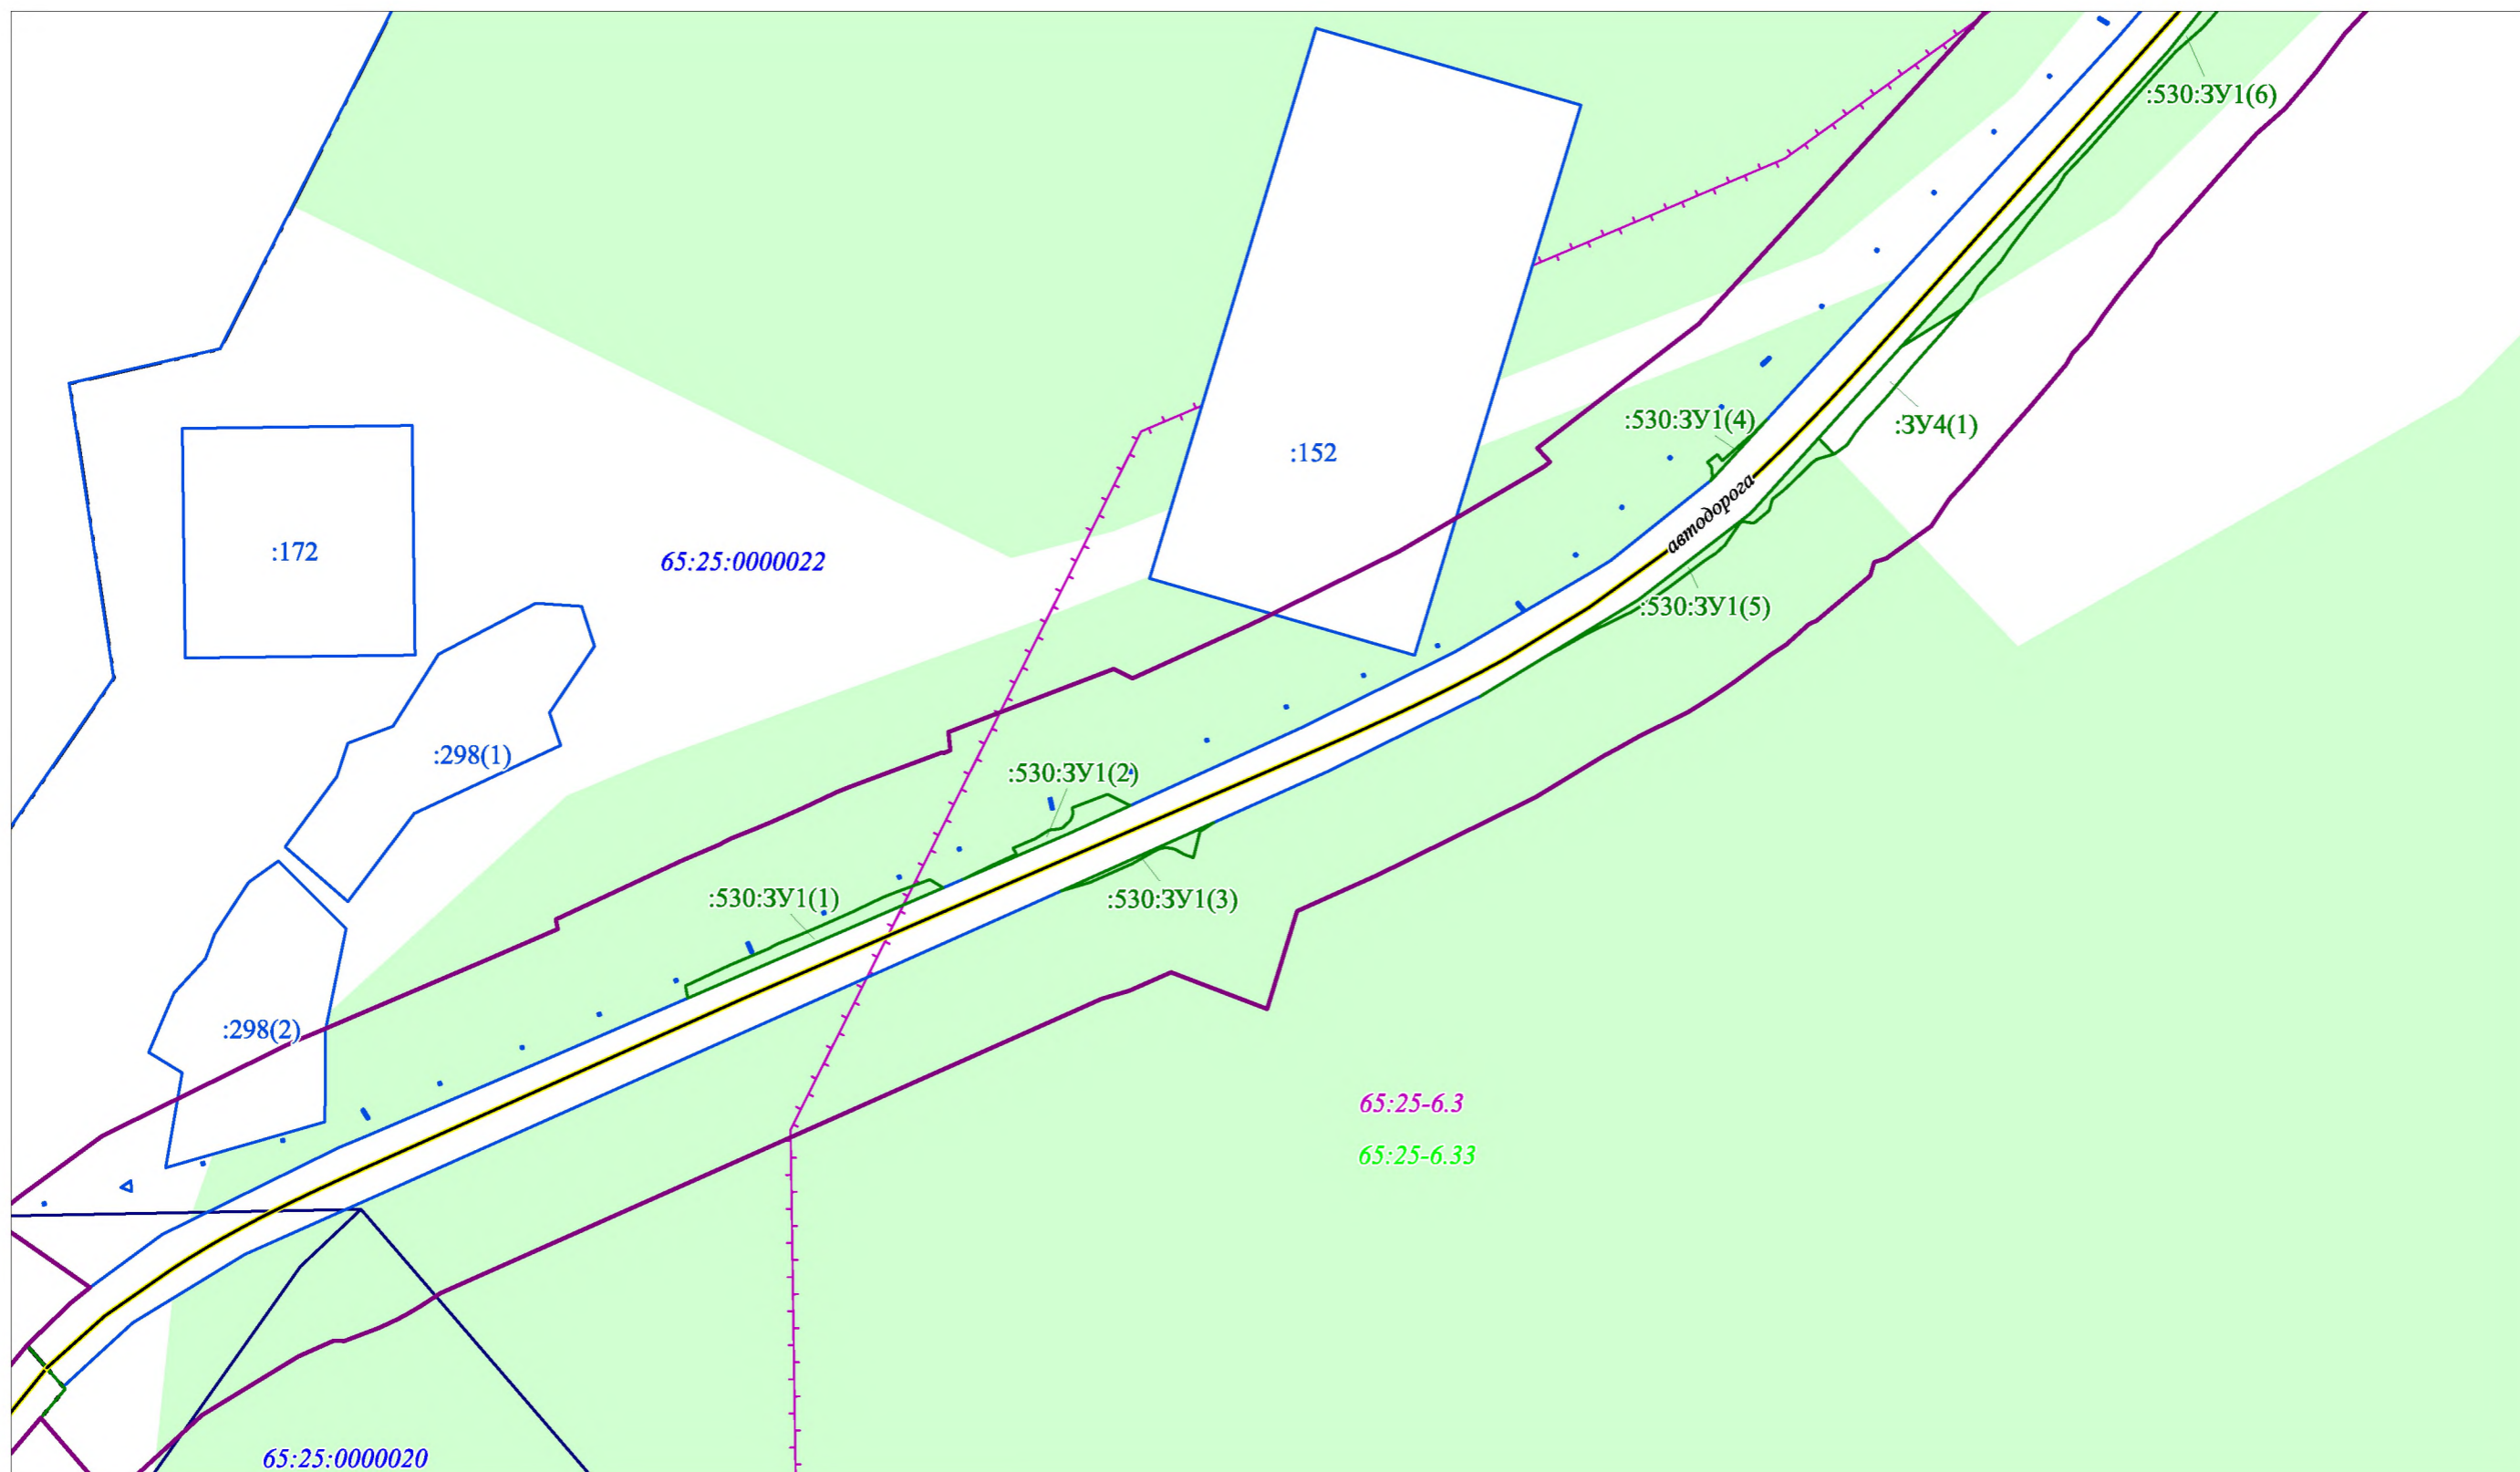 :530:ЗУ1(6)
:530:ЗУ1(4)
:ЗУ4(1)
:152
автодорога
:172
65:25:0000022
:530:ЗУ1(5)
:298(1)
:530:ЗУ1(2)
:530:ЗУ1(1)
:530:ЗУ1(3)
:298(2)
65:25-6.3
65:25-6.33
65:25:0000020